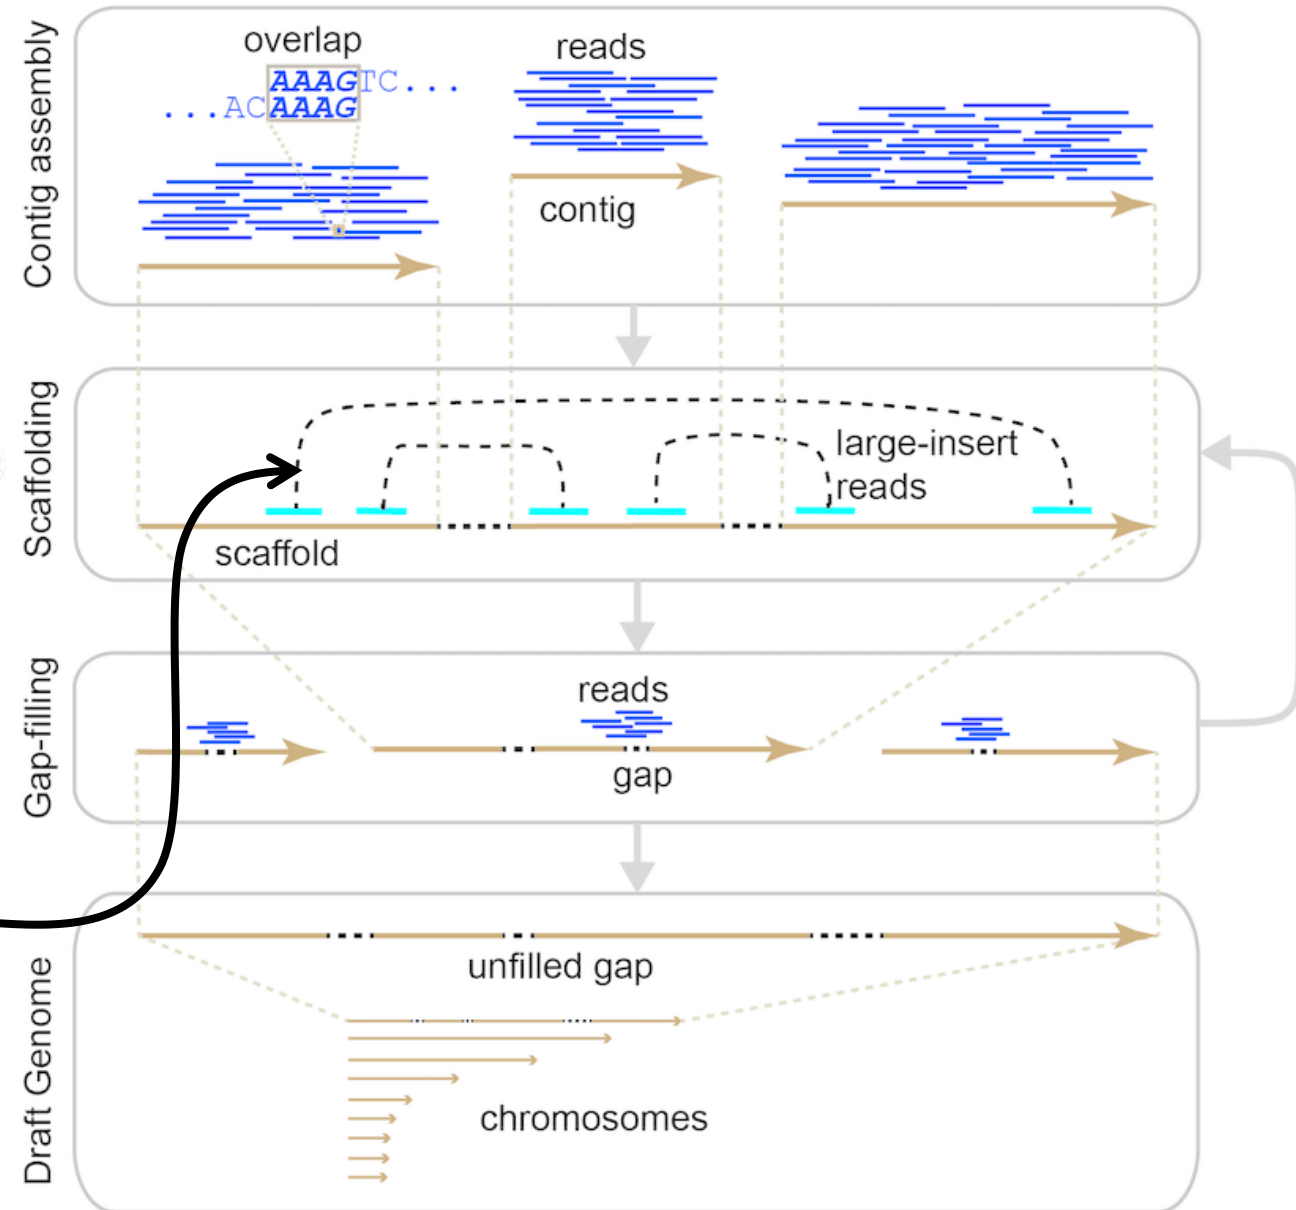 Contig assembly
overlap
AAAGTC...
...ACAAAG
reads
contig
Scaffolding
large-insert
reads
scaffold
Gap-filling
reads
gap
Draft Genome
unfilled gap
chromosomes